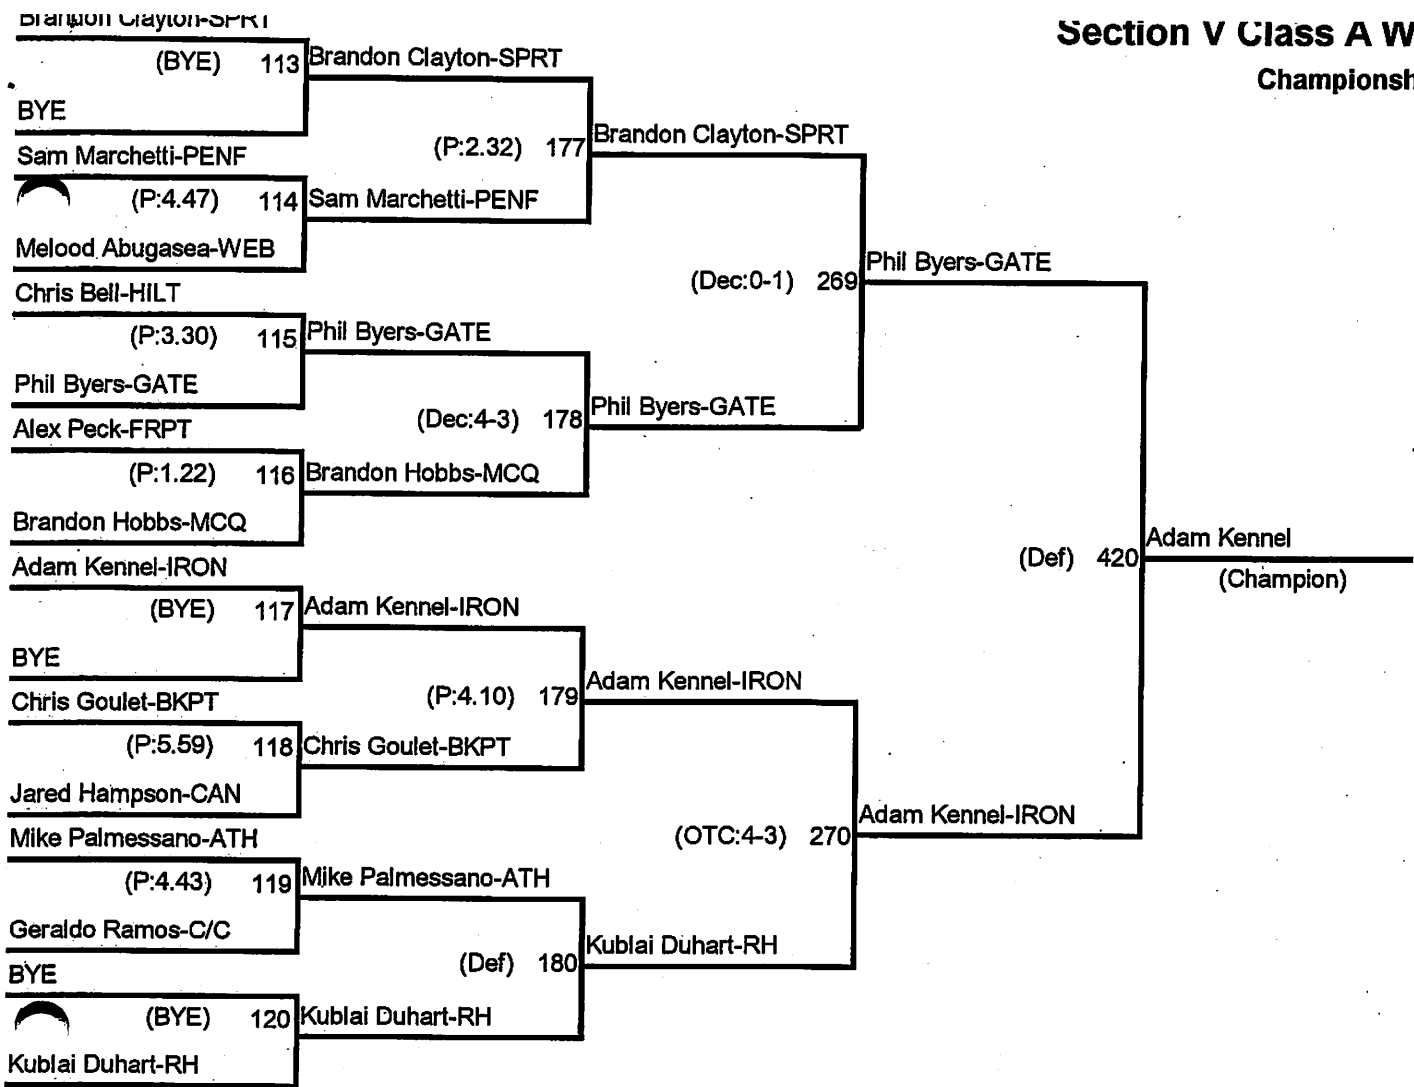 Brandon Clayton-SPRT
Section V Class A W
(BYE) 113 Brandon Clayton-SPRT
Championsh
BYE
Sam Marchetti-PENF
(P:2.32) 177 Brandon Clayton-SPRT
(P:4.47) 114 Sam Marchetti-PENF
Melood Abugasea-WEB
Chris Bell-HILT
(Dec:0-1) 269 Phil Byers-GATE
(P:3.30) 115 Phil Byers-GATE
Phil Byers-GATE
(Dec:4-3) 178 Phil Byers-GATE
Alex Peck-FRPT
(P:1.22) 116 Brandon Hobbs-MCQ
Brandon Hobbs-MCQ
(Def) 420 Adam Kennel
(Champion)
Adam Kennel-IRON
(BYE) 117 Adam Kennel-IRON
BYE
Chris Goulet-BKPT
(P:4.10) 179 Adam Kennel-IRON
(P:5.59) 118 Chris Goulet-BKPT
Jared Hampson-CAN
Mike Palmessano-ATH
(OTC:4-3) 270 Adam Kennel-IRON
(P:4.43) 119 Mike Palmessano-ATH
Geraldo Ramos-C/C
(Def) 180 Kublai Duhart-RH
BYE
(BYE) 120 Kublai Duhart-RH
Kublai Duhart-RH